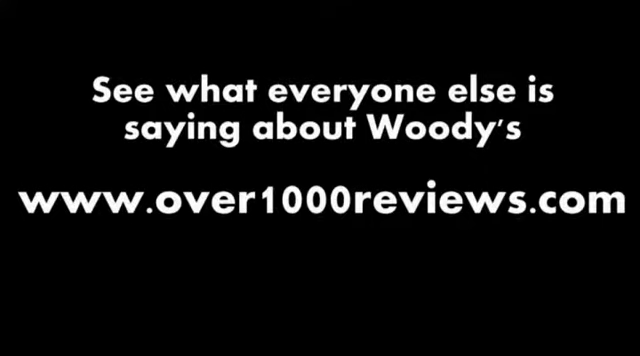 See what everyone else is
saying about Woody's
www.over1000reviews.com